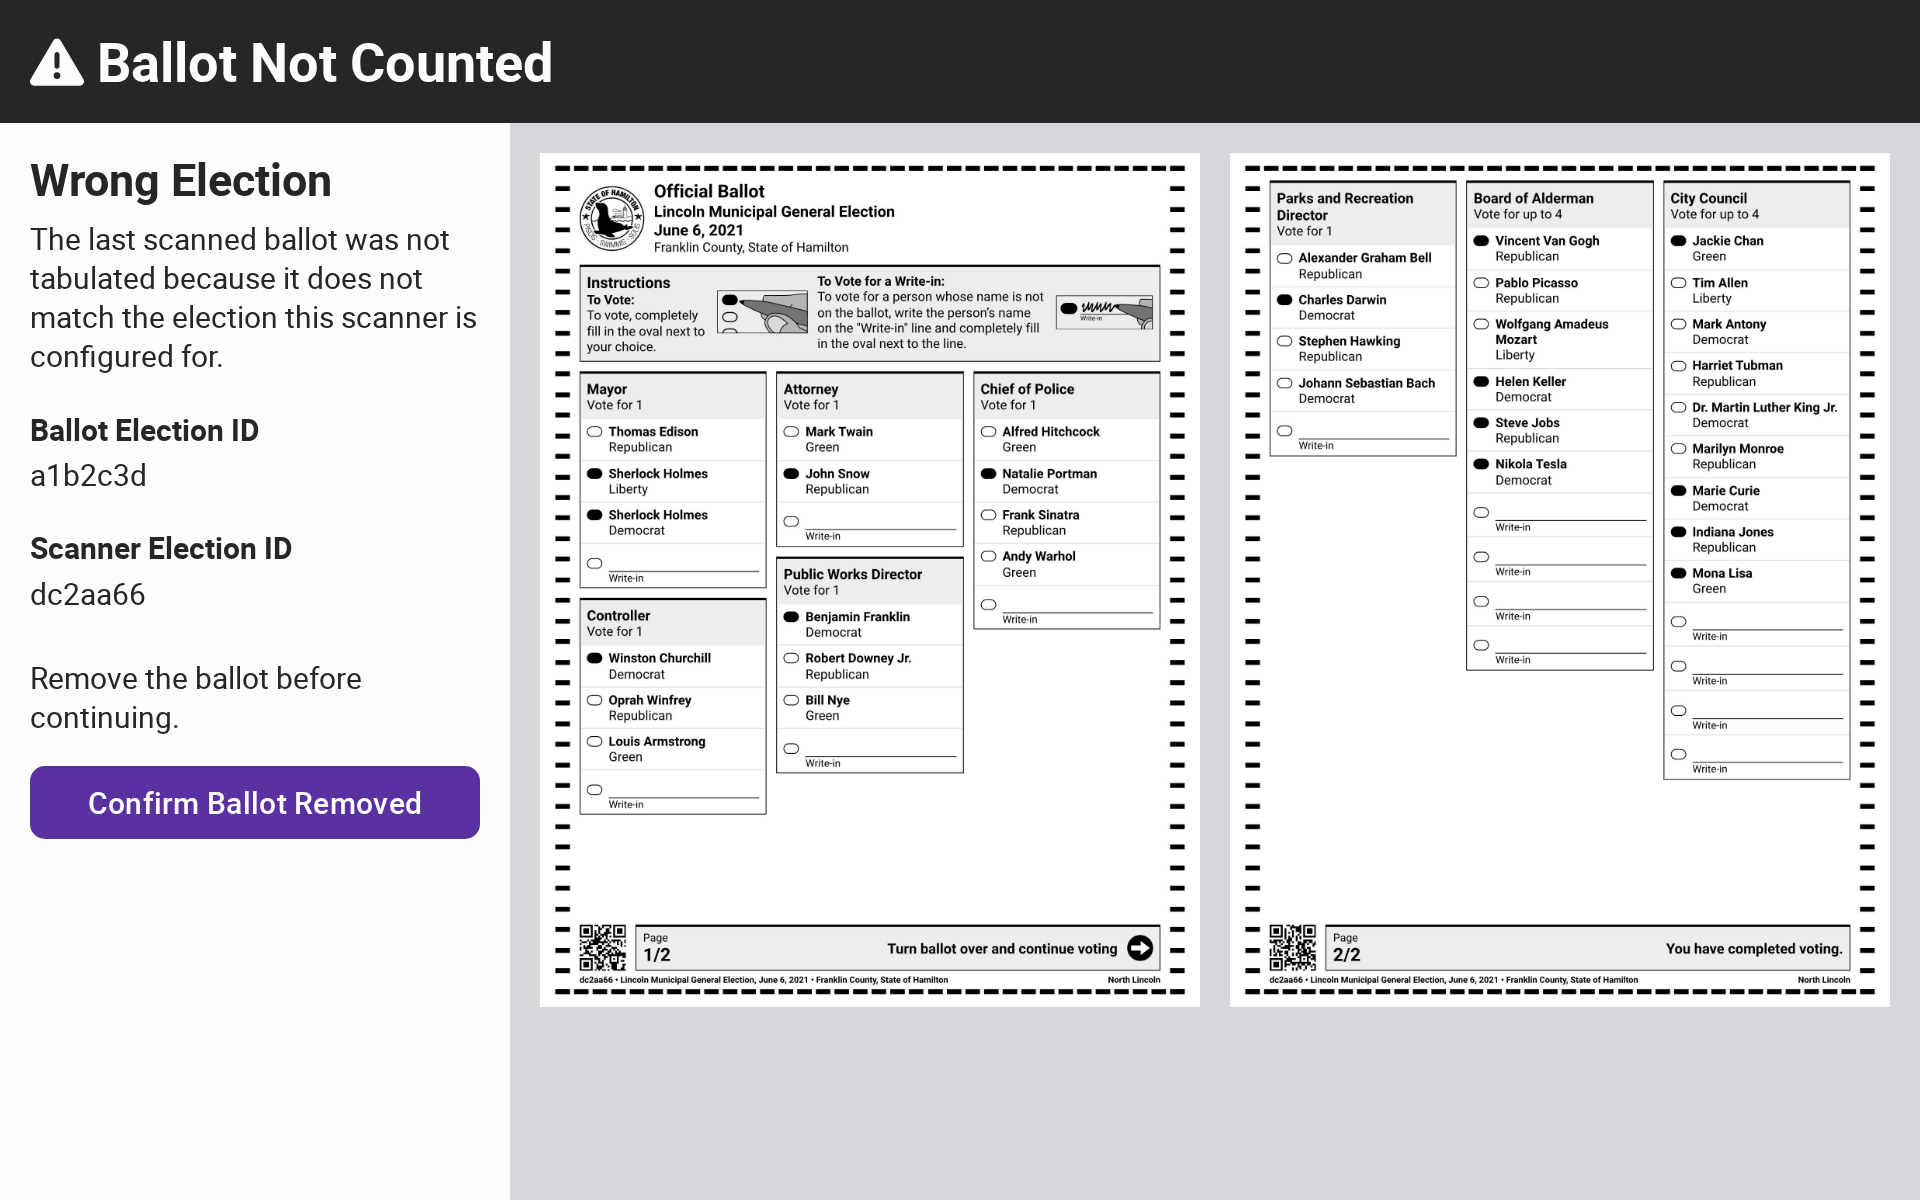 Ballot Not Counted
Wrong Election
The last scanned ballot was not
tabulated because it does not
match the election this scanner is
configured for.
Ballot Election ID
a1b2c3d
Scanner Election ID
dc2aa66
Remove the ballot before
continuing.
Confirm Ballot Removed
STATE OF HAMILTON
Official Ballot
Lincoln Municipal General Election
June 6, 2021
Franklin County, State of Hamilton
Instructions
To Vote:
To vote, completely
fill in the oval next to
your choice.
To Vote for a Write-in:
To vote for a person whose name is not
on the ballot, write the person's name
on the "Write-in" line and completely fill
in the oval next to the line.
Write-in
Mayor
Vote for 1
Thomas Edison
Republican
Sherlock Holmes
Liberty
Sherlock Holmes
Democrat
Write-in
Controller
Vote for 1
Winston Churchill
Democrat
Oprah Winfrey
Republican
Louis Armstrong
Green
Write-in
Attorney
Vote for 1
Mark Twain
Green
John Snow
Republican
Write-in
Public Works Director
Vote for 1
Benjamin Franklin
Democrat
Robert Downey Jr.
Republican
Bill Nye
Green
Write-in
Chief of Police
Vote for 1
Alfred Hitchcock
Green
Natalie Portman
Democrat
Frank Sinatra
Republican
Andy Warhol
Green
Write-in
Page
1/2
Turn ballot over and continue voting
dc2aa66 • Lincoln Municipal General Election, June 6, 2021 • Franklin County, State of Hamilton
North Lincoln
Parks and Recreation
Director
Vote for 1
Alexander Graham Bell
Republican
Charles Darwin
Democrat
Stephen Hawking
Republican
Johann Sebastian Bach
Democrat
Write-in
Board of Alderman
Vote for up to 4
Vincent Van Gogh
Republican
Pablo Picasso
Republican
Wolfgang Amadeus
Mozart
Liberty
Helen Keller
Democrat
Steve Jobs
Republican
Nikola Tesla
Democrat
Write-in
Write-in
Write-in
Write-in
City Council
Vote for up to 4
Jackie Chan
Green
Tim Allen
Liberty
Mark Antony
Democrat
Harriet Tubman
Republican
Dr. Martin Luther King Jr.
Democrat
Marilyn Monroe
Republican
Marie Curie
Democrat
Indiana Jones
Republican
Mona Lisa
Green
Write-in
Write-in
Write-in
Write-in
Page
2/2
You have completed voting.
dc2aa66 • Lincoln Municipal General Election, June 6, 2021 • Franklin County, State of Hamilton
North Lincoln